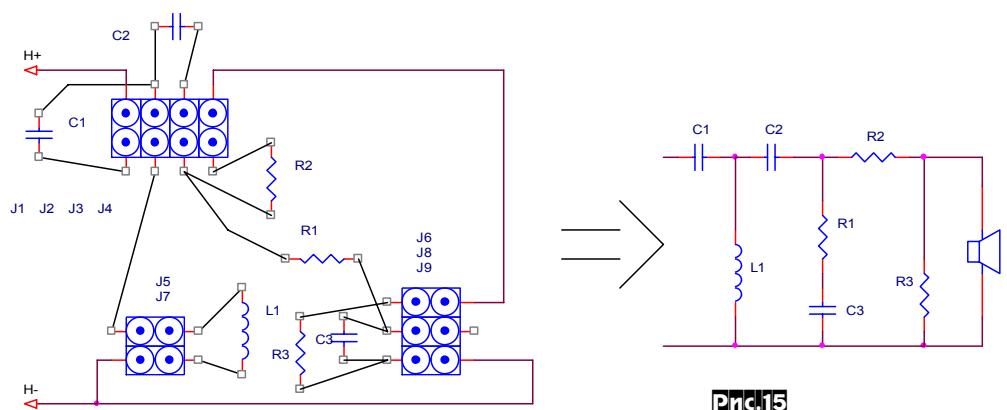 C2
H+
C1
R2
J1 J2 J3 J4
R1
J6
J8
J9
J5
J7
L1
R3
C3
H-
C1
C2
R2
R1
L1
R3
C3
Рис.15